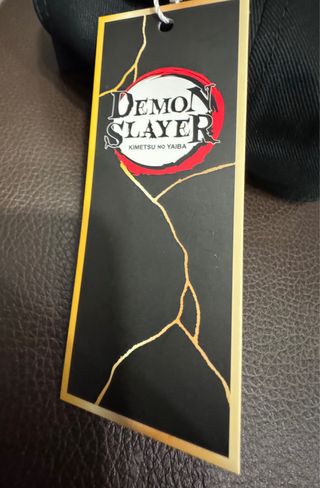 DEMON
SLAYER
KIMETSU NO YAIBA